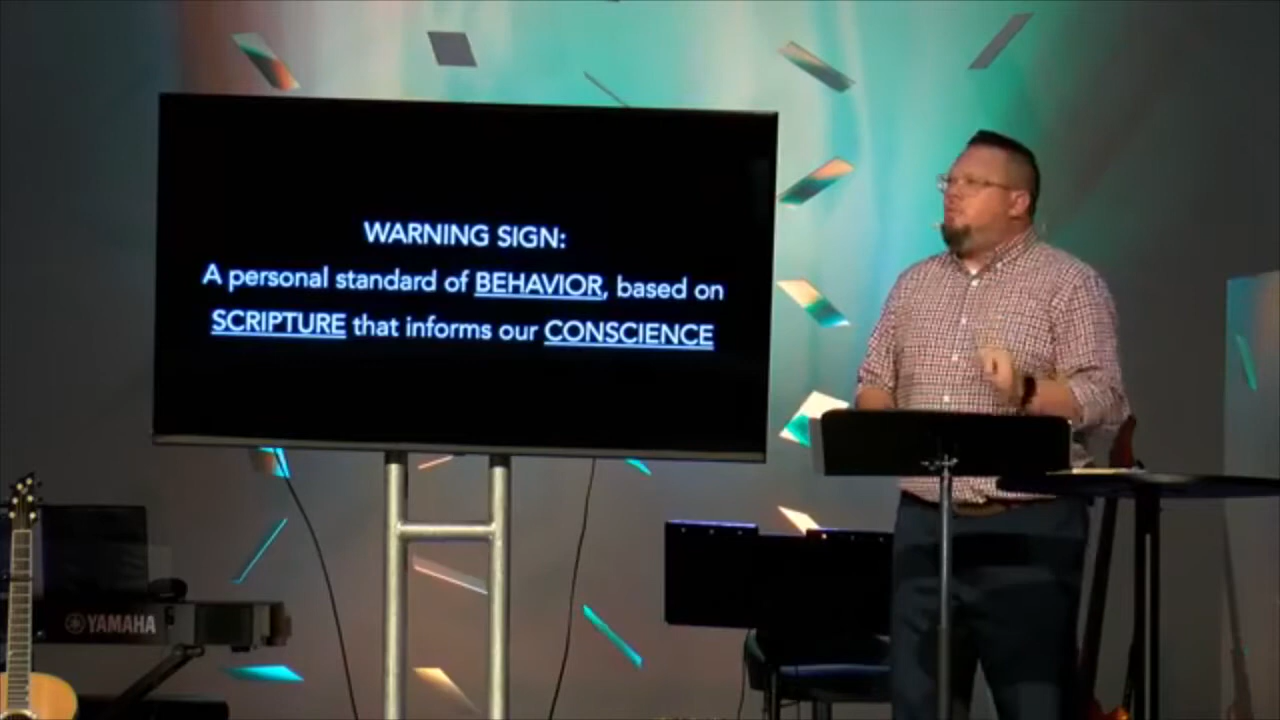 WARNING SIGN:
A personal standard of BEHAVIOR, based on
SCRIPTURE that informs our CONSCIENCE
YAMAHA